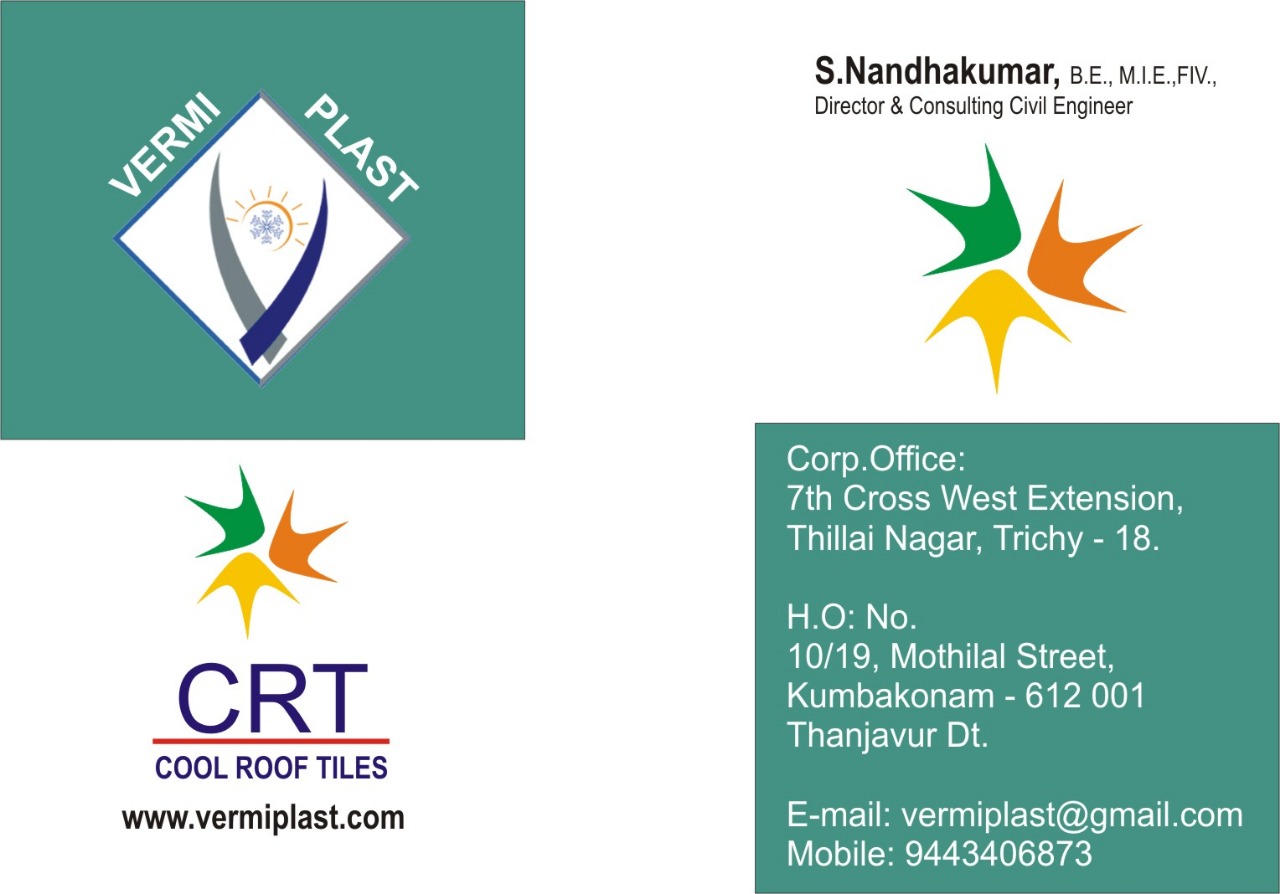 VERMI PLAST
CRT
COOL ROOF TILES
www.vermiplast.com
S.Nandhakumar, B.E., M.I.E.,FIV.,
Director & Consulting Civil Engineer
Corp.Office:
7th Cross West Extension,
Thillai Nagar, Trichy - 18.
H.O: No.
10/19, Mothilal Street,
Kumbakonam - 612 001
Thanjavur Dt.
E-mail: vermiplast@gmail.com
Mobile: 9443406873